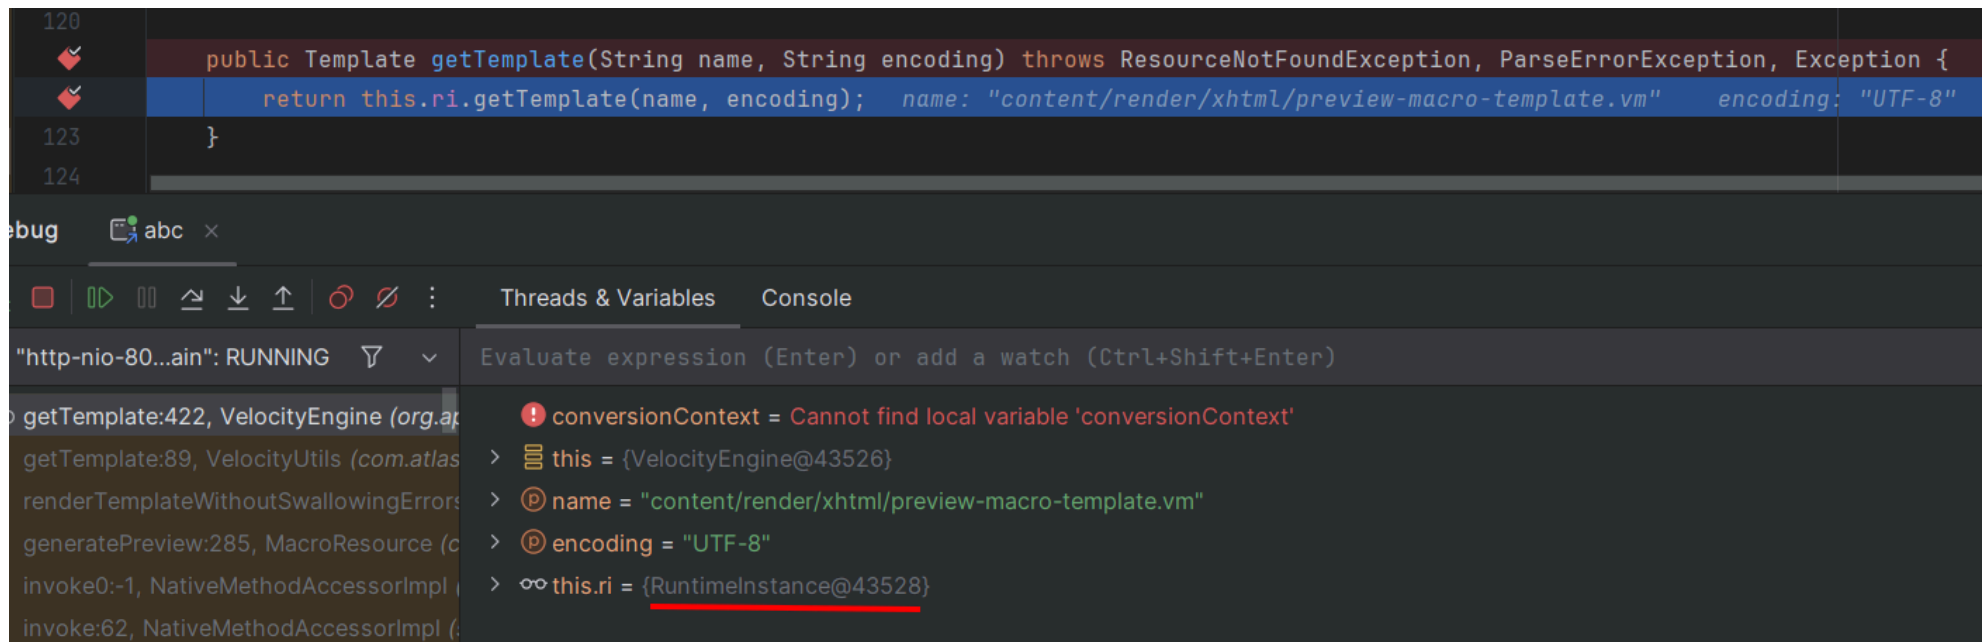 120
public Template getTemplate(String name, String encoding) throws ResourceNotFoundException, ParseErrorException, Exception {
return this.ri.getTemplate(name, encoding); name: "content/render/xhtml/preview-macro-template.vm" encoding: "UTF-8"
123 }
124
ebug abc ×
Threads & Variables Console
"http-nio-80...ain": RUNNING
Evaluate expression (Enter) or add a watch (Ctrl+Shift+Enter)
getTemplate:422, VelocityEngine (org.ap
conversionContext = Cannot find local variable 'conversionContext'
getTemplate:89, VelocityUtils (com.atlas
this = {VelocityEngine@43526}
renderTemplateWithoutSwallowingErrors
name = "content/render/xhtml/preview-macro-template.vm"
generatePreview:285, MacroResource (c
encoding = "UTF-8"
invoke0:-1, NativeMethodAccessorImpl (
this.ri = {RuntimeInstance@43528}
invoke:62, NativeMethodAccessorImpl (